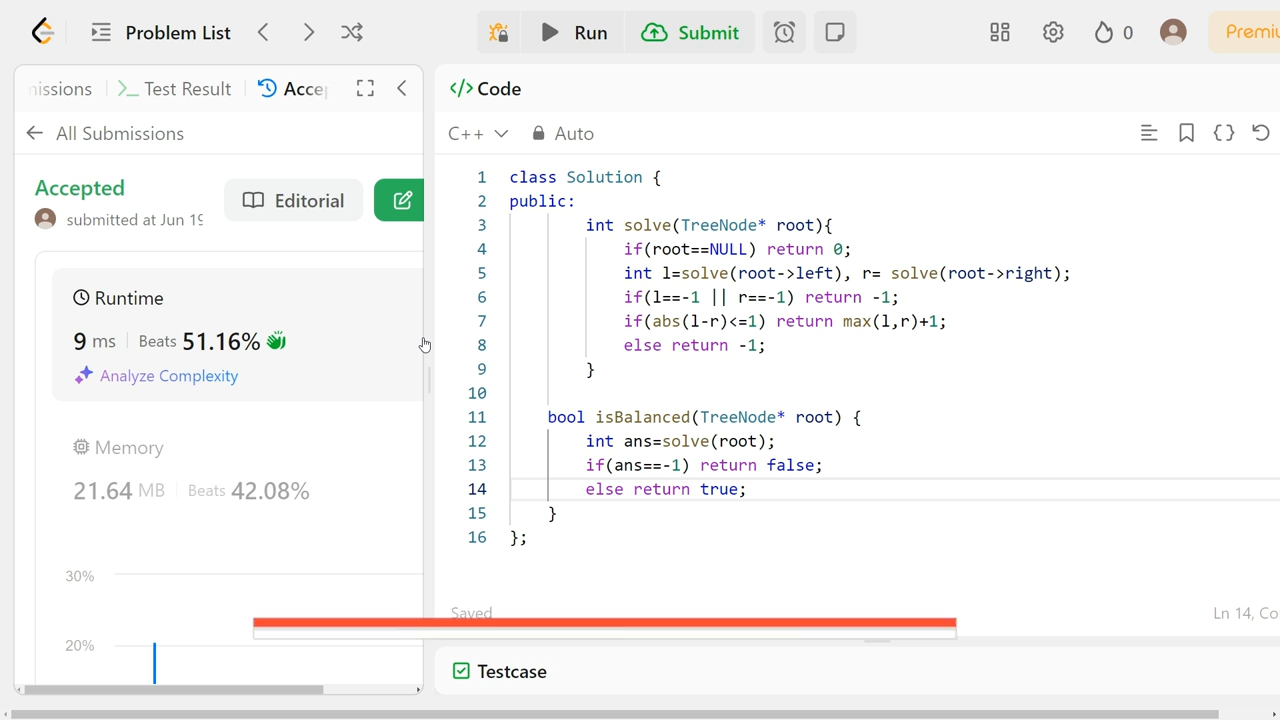 Problem List
Run
Submit
0
Premiu
nissions
Test Result
Accep
Code
All Submissions
C++
Auto
Accepted
Editorial
submitted at Jun 19
Runtime
9 ms
Beats 51.16%
Analyze Complexity
Memory
21.64 MB
Beats 42.08%
30%
20%
1 class Solution {
2 public:
3 int solve(TreeNode* root){
4 if(root==NULL) return 0;
5 int l=solve(root->left), r= solve(root->right);
6 if(l==-1 || r==-1) return -1;
7 if(abs(l-r)<=1) return max(l,r)+1;
8 else return -1;
9 }
10
11 bool isBalanced(TreeNode* root) {
12 int ans=solve(root);
13 if(ans==-1) return false;
14 else return true;
15 }
16 };
Saved
Ln 14, Co
Testcase